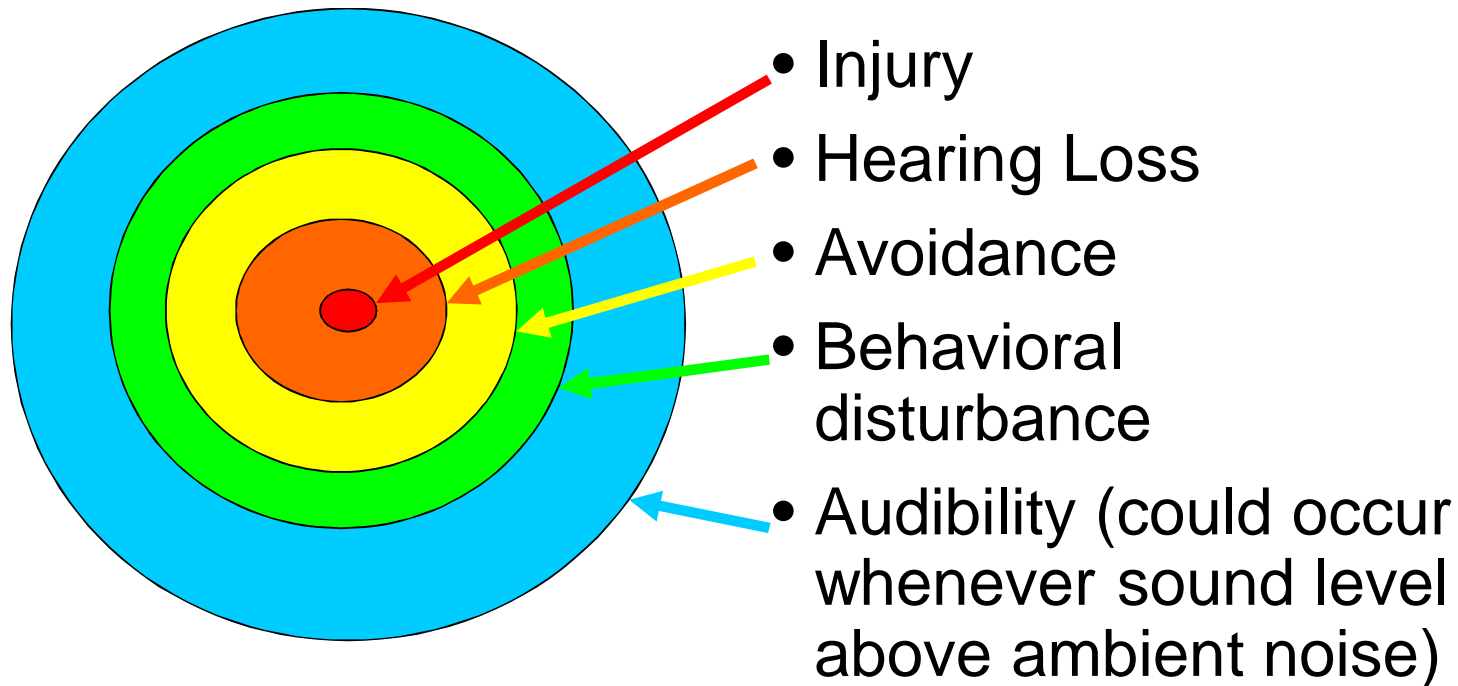 • Injury
• Hearing Loss
• Avoidance
• Behavioral
disturbance
• Audibility (could occur
whenever sound level
above ambient noise)